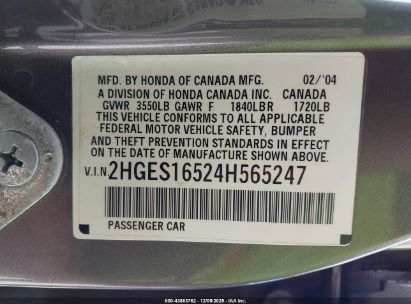 MFD. BY HONDA OF CANADA MFG. 02/'04
A DIVISION OF HONDA CANADA INC. CANADA
GVWR 3550LB GAWR F 1840LB R 1720LB
THIS VEHICLE CONFORMS TO ALL APPLICABLE
FEDERAL MOTOR VEHICLE SAFETY, BUMPER
AND THEFT PREVENTION STANDARDS IN EFFECT
ON THE DATE OF MANUFACTURE SHOWN ABOVE.
V.I.N. 2HGES16524H565247
PASSENGER CAR